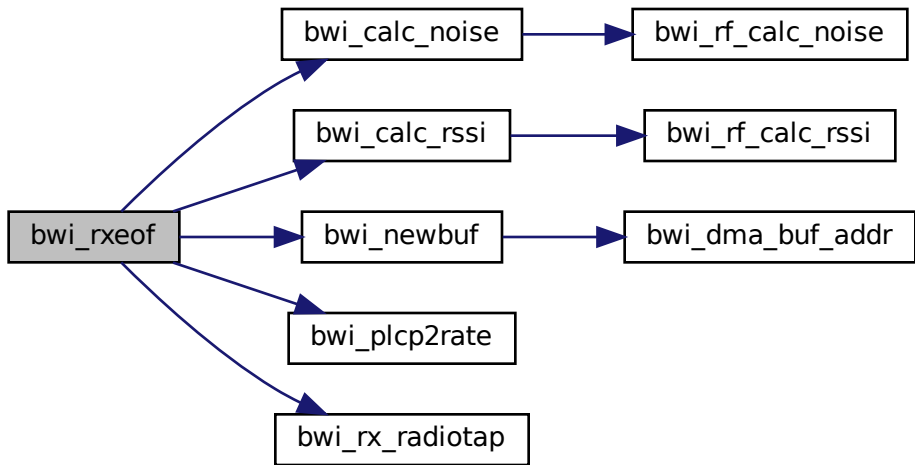 bwi_calc_noise
bwi_rf_calc_noise
bwi_calc_rssi
bwi_rf_calc_rssi
bwi_rxeof
bwi_newbuf
bwi_dma_buf_addr
bwi_plcp2rate
bwi_rx_radiotap